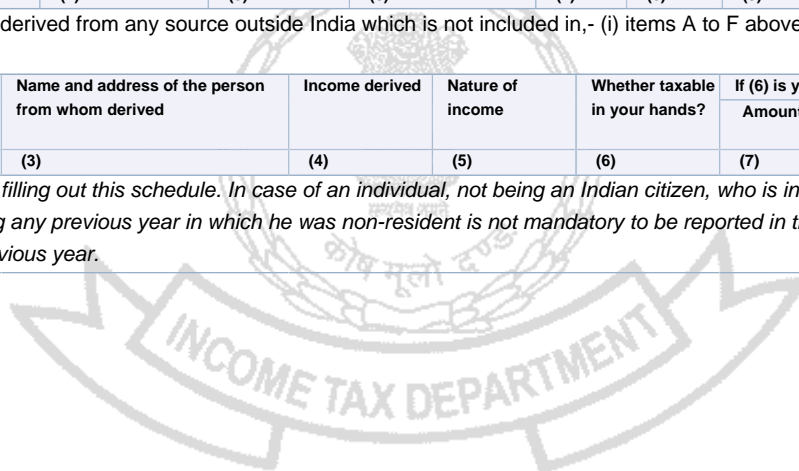 derived from any source outside India which is not included in,- (i) items A to F above
Name and address of the person from whom derived
Income derived
Nature of income
Whether taxable in your hands?
If (6) is y
Amount
(3)
(4)
(5)
(6)
(7)
filling out this schedule. In case of an individual, not being an Indian citizen, who is in
g any previous year in which he was non-resident is not mandatory to be reported in t
vious year.
कोष मूलो दण्डः
INCOME TAX DEPARTMENT